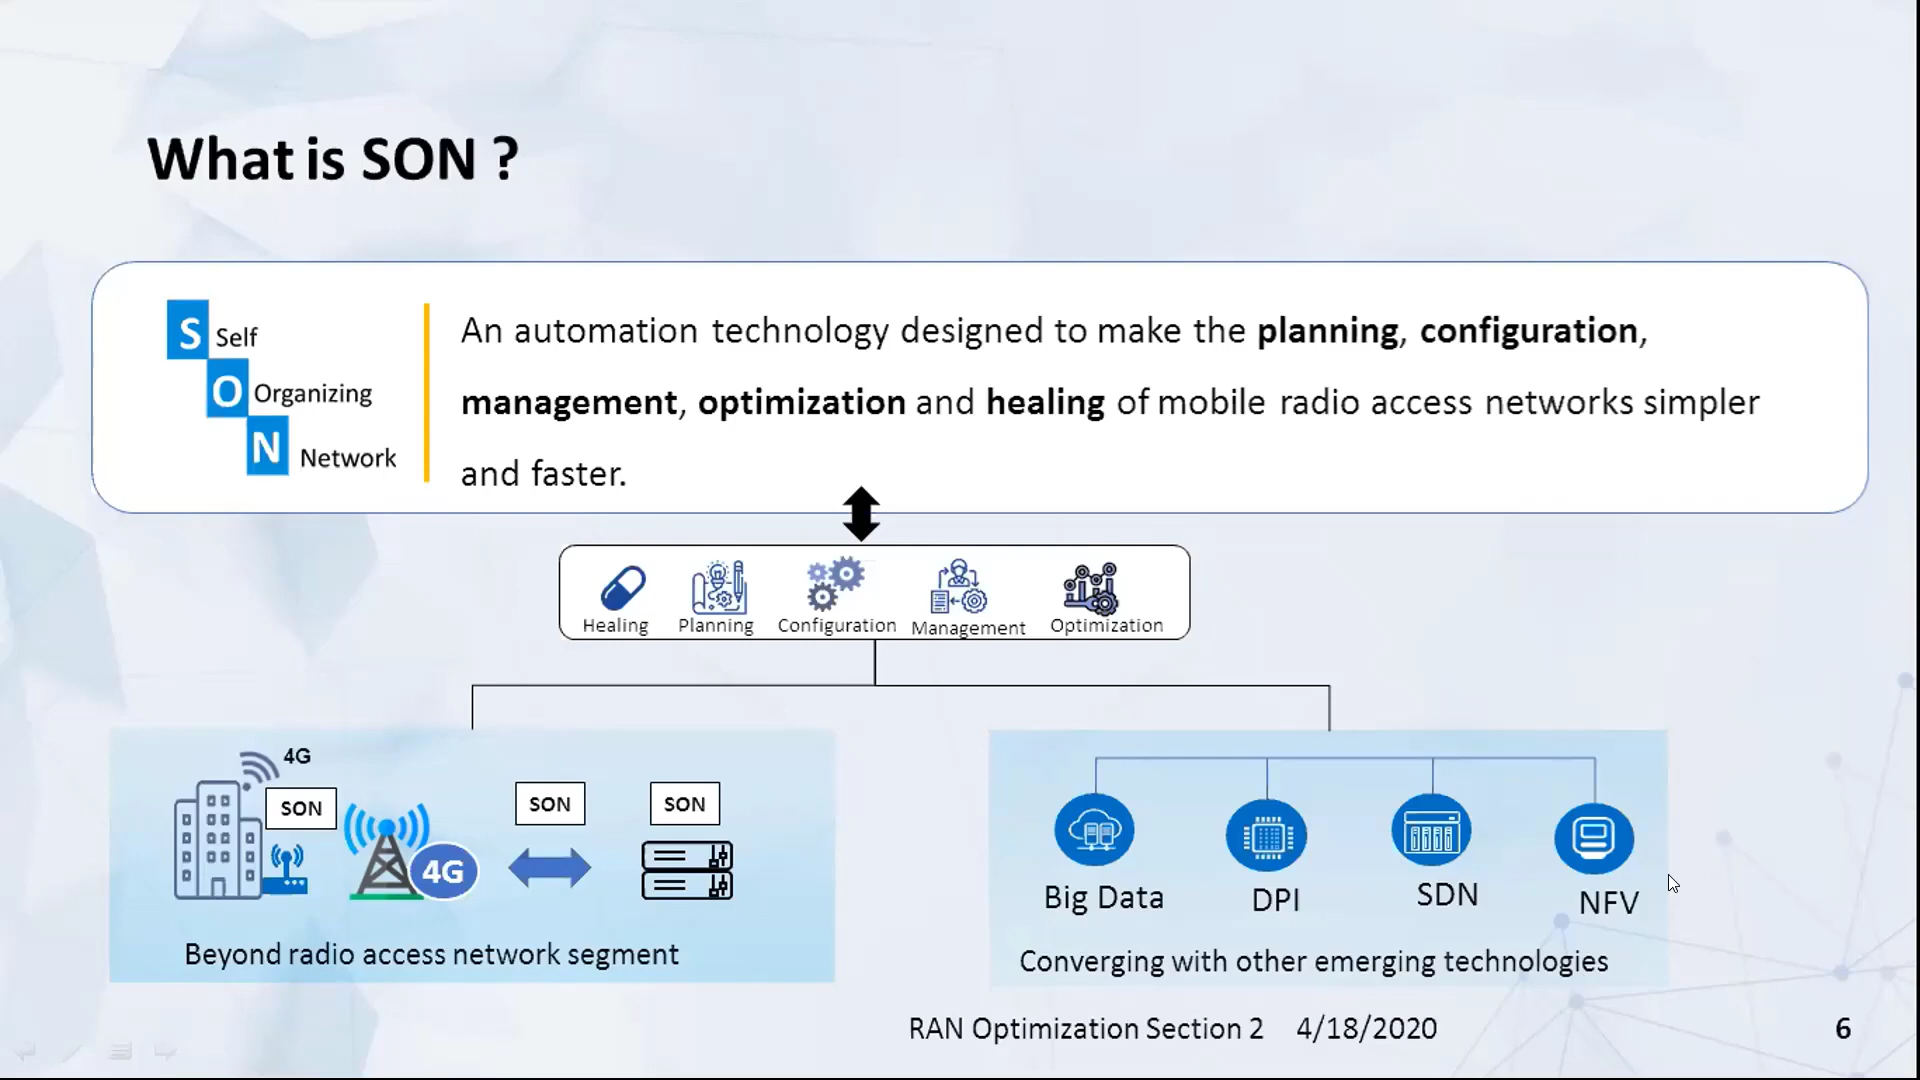 What is SON ?
S Self
O Organizing
N Network
An automation technology designed to make the planning, configuration,
management, optimization and healing of mobile radio access networks simpler
and faster.
Healing Planning Configuration Management Optimization
4G
SON SON SON
4G
Beyond radio access network segment
Big Data DPI SDN NFV
Converging with other emerging technologies
RAN Optimization Section 2 4/18/2020 6